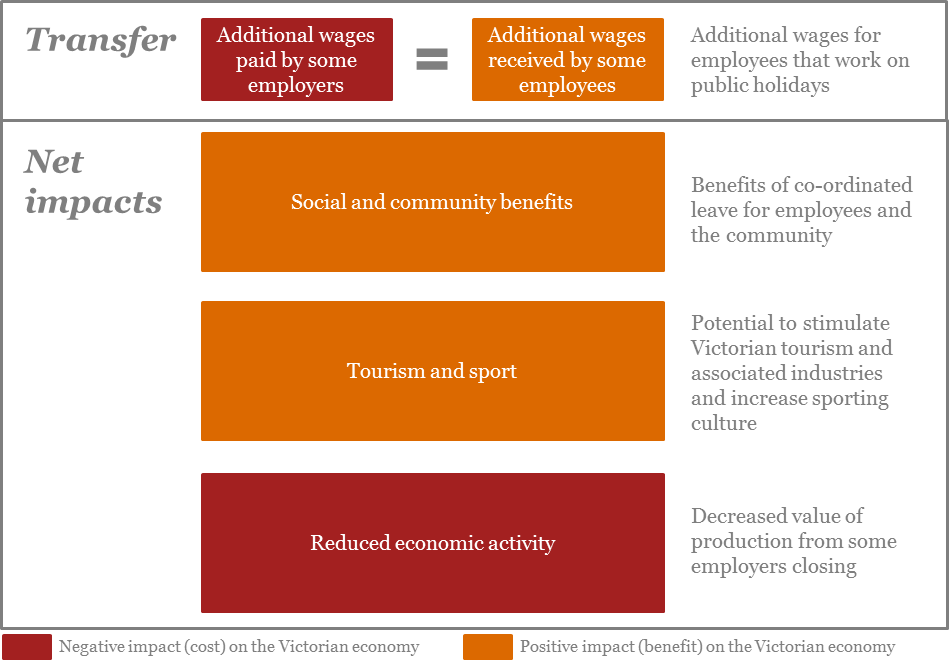 Transfer
Additional wages
paid by some
employers
=
Additional wages
received by some
employees
Additional wages for
employees that work on
public holidays
Net
impacts
Social and community benefits
Benefits of co-ordinated
leave for employees and
the community
Tourism and sport
Potential to stimulate
Victorian tourism and
associated industries
and increase sporting
culture
Reduced economic activity
Decreased value of
production from some
employers closing
Negative impact (cost) on the Victorian economy
Positive impact (benefit) on the Victorian economy